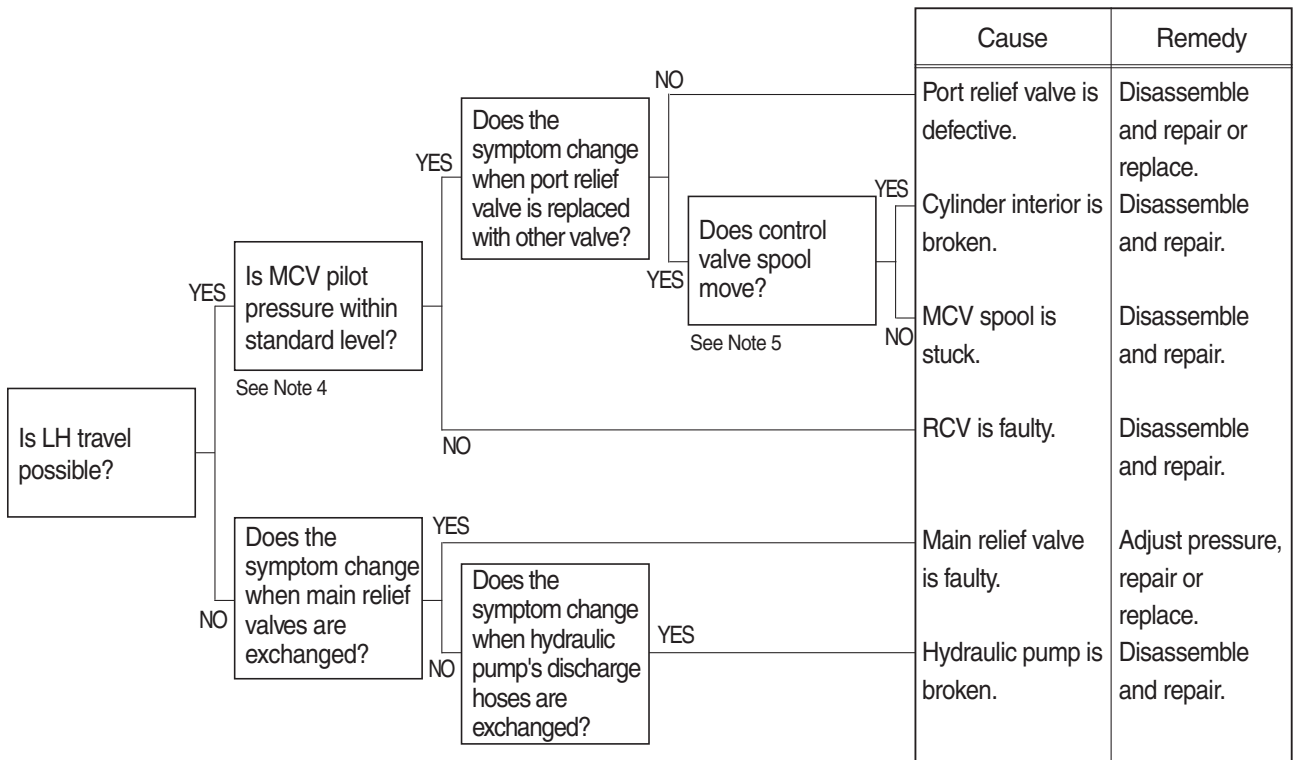 Is LH travel
possible?
YES
NO
Is MCV pilot
pressure within
standard level?
See Note 4
YES
NO
Does the
symptom change
when port relief
valve is replaced
with other valve?
NO
YES
Does control
valve spool
move?
See Note 5
YES
NO
Does the
symptom change
when main relief
valves are
exchanged?
YES
NO
Does the
symptom change
when hydraulic
pump's discharge
hoses are
exchanged?
YES
Cause
Remedy
Port relief valve is
defective.
Disassemble
and repair or
replace.
Cylinder interior is
broken.
Disassemble
and repair.
MCV spool is
stuck.
Disassemble
and repair.
RCV is faulty.
Disassemble
and repair.
Main relief valve
is faulty.
Adjust pressure,
repair or
replace.
Hydraulic pump is
broken.
Disassemble
and repair.